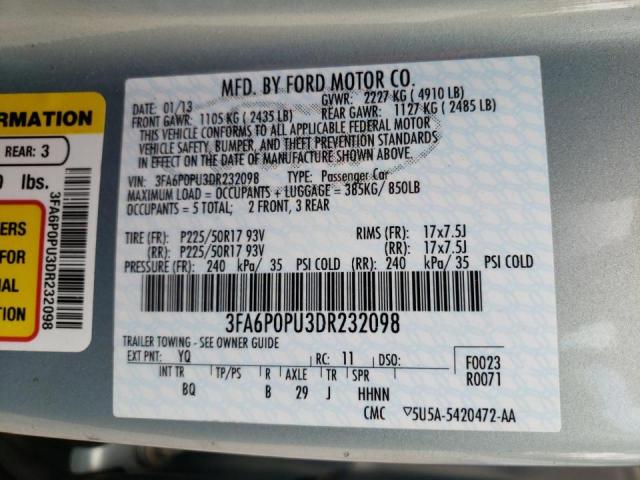 MFD. BY FORD MOTOR CO.
DATE: 01/13 GVWR: 2227 KG ( 4910 LB)
FRONT GAWR: 1105 KG ( 2435 LB) REAR GAWR: 1127 KG ( 2485 LB)
THIS VEHICLE CONFORMS TO ALL APPLICABLE FEDERAL MOTOR
VEHICLE SAFETY, BUMPER, AND THEFT PREVENTION STANDARDS
IN EFFECT ON THE DATE OF MANUFACTURE SHOWN ABOVE.
VIN: 3FA6P0PU3DR232098 TYPE: Passenger Car
MAXIMUM LOAD = OCCUPANTS + LUGGAGE = 385KG/ 850LB
OCCUPANTS = 5 TOTAL; 2 FRONT, 3 REAR
TIRE (FR): P225/50R17 93V RIMS (FR): 17x7.5J
(RR): P225/50R17 93V (RR): 17x7.5J
PRESSURE (FR): 240 kPa/ 35 PSI COLD (RR): 240 kPa/ 35 PSI COLD
3FA6P0PU3DR232098
TRAILER TOWING - SEE OWNER GUIDE
EXT PNT: YQ RC: 11 DSO: F0023
R0071
INT TR TP/PS R AXLE TR SPR
BQ B 29 J HHNN
CMC ▽5U5A-5420472-AA
ORMATION
REAR: 3
lbs.
3FA6P0PU3DR232098
ERS
FOR
AL
ION